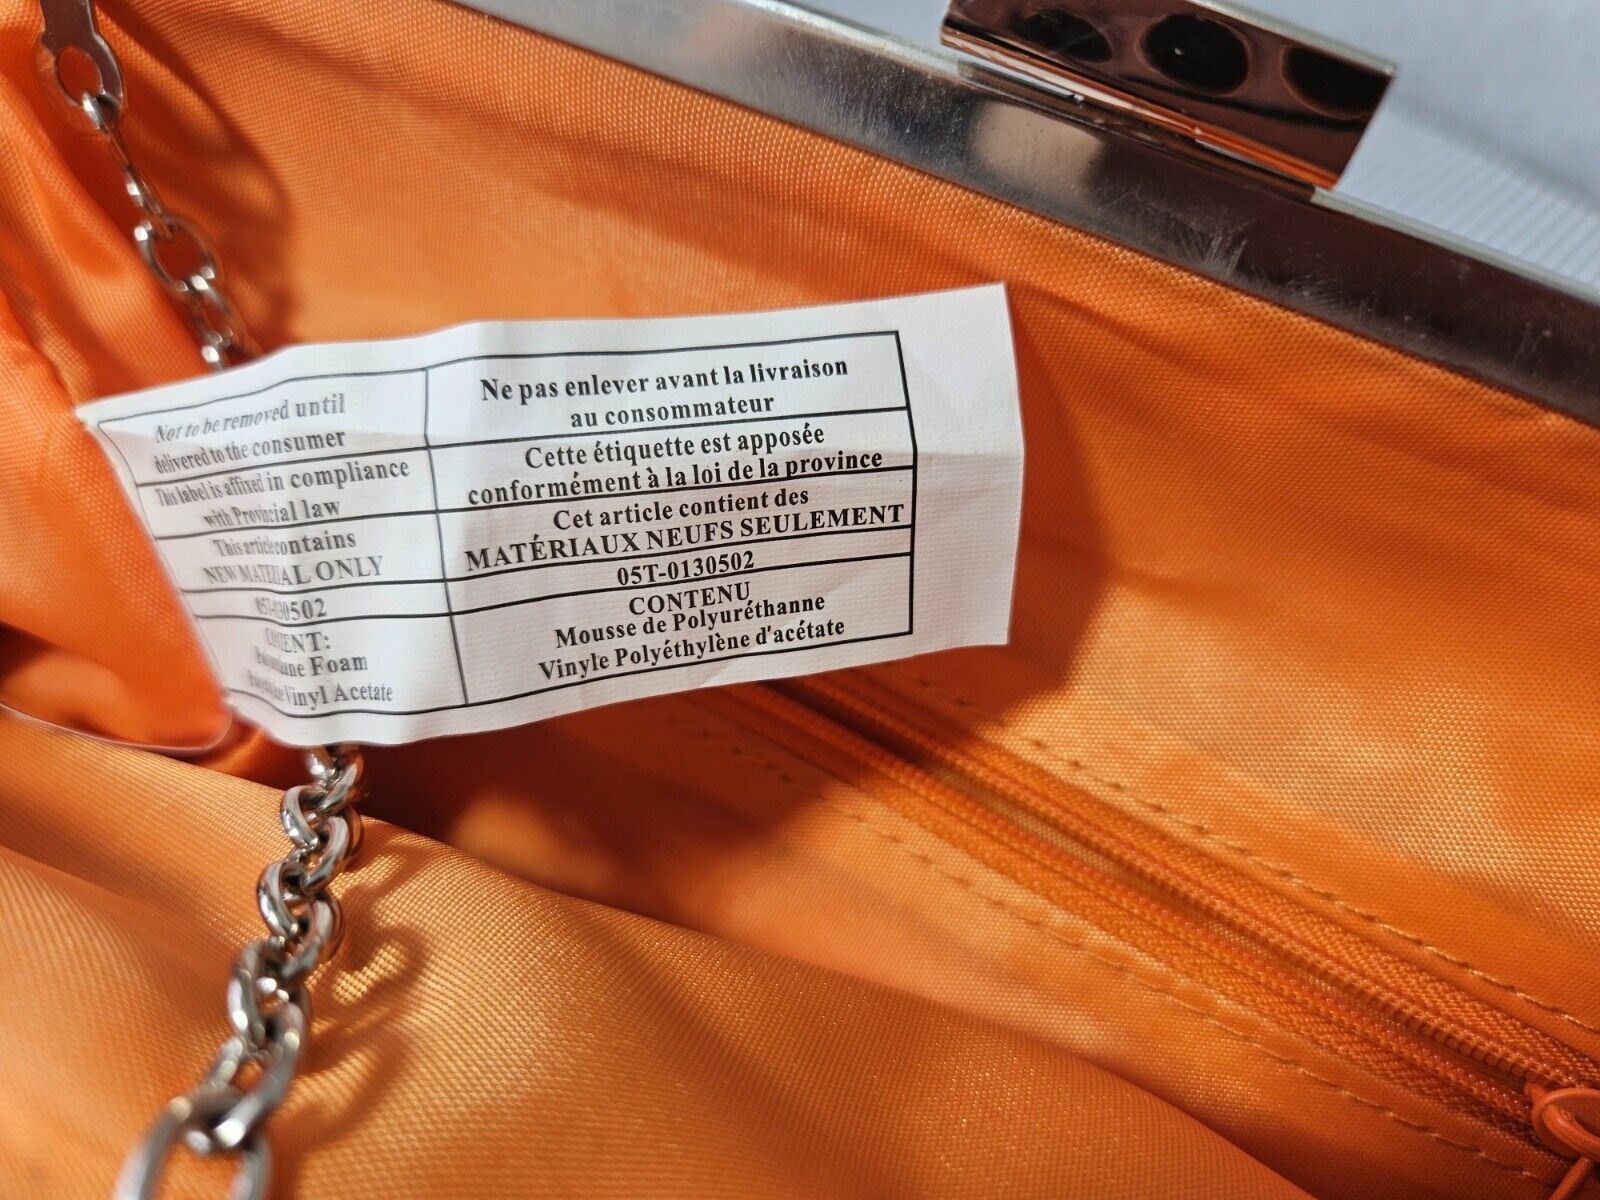 Not to be removed until
delivered to the consumer
This label is affixed in compliance
with Provincial law
This article contains
NEW MATERIAL ONLY
CONTENT:
Foam
Vinyl Acetate
Ne pas enlever avant la livraison
au consommateur
Cette étiquette est apposée
conformément à la loi de la province
Cet article contient des
MATÉRIAUX NEUFS SEULEMENT
05T-0130502
CONTENU
Mousse de Polyuréthanne
Vinyle Polyéthylène d'acétate